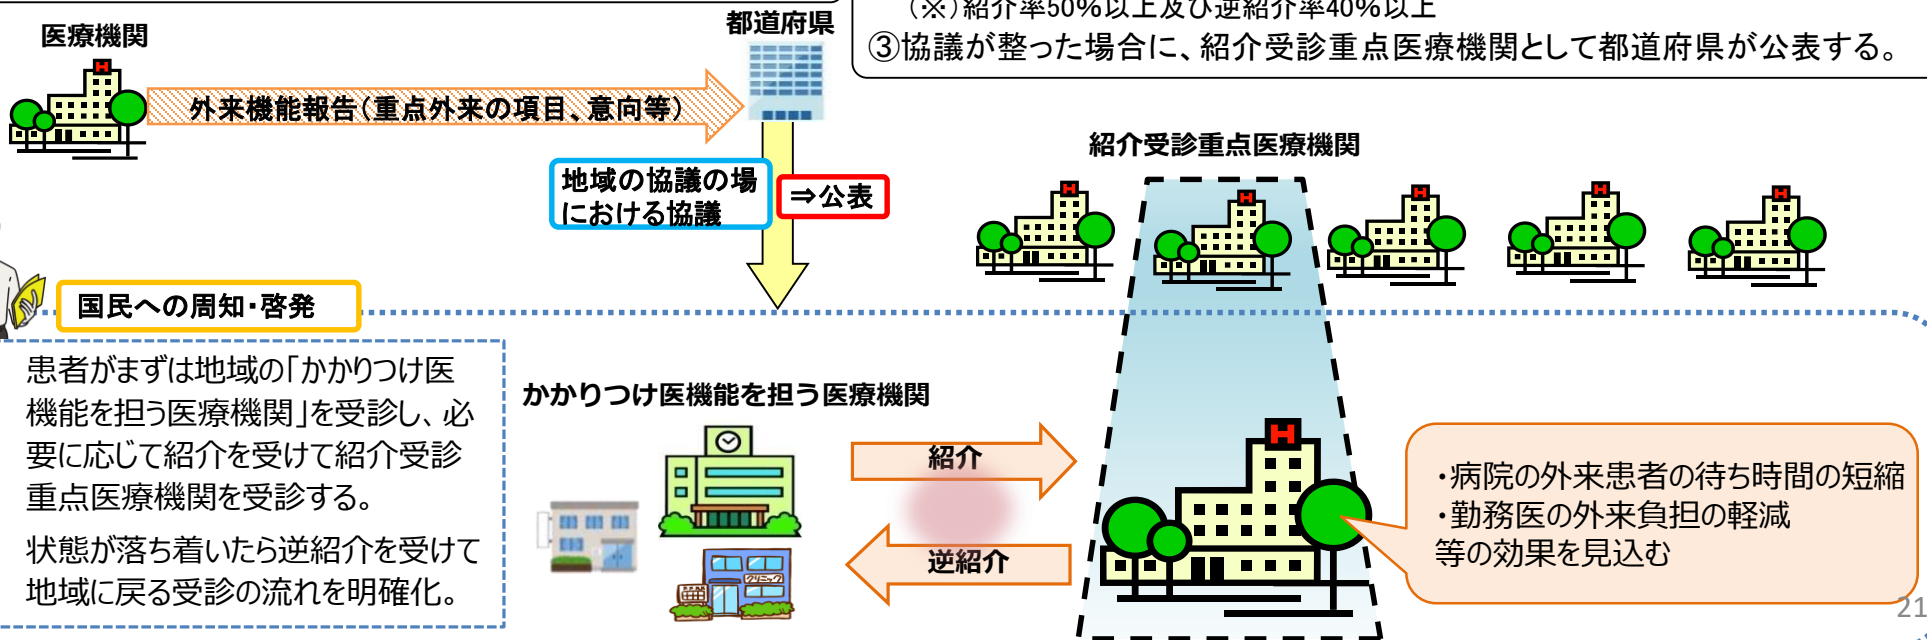 （※）紹介率50％以上及び逆紹介率40％以上
③協議が整った場合に、紹介受診重点医療機関として都道府県が公表する。
医療機関
都道府県
外来機能報告（重点外来の項目、意向等）
地域の協議の場
における協議
⇒公表
紹介受診重点医療機関
国民への周知・啓発
患者がまずは地域の「かかりつけ医
機能を担う医療機関」を受診し、必
要に応じて紹介を受けて紹介受診
重点医療機関を受診する。
状態が落ち着いたら逆紹介を受けて
地域に戻る受診の流れを明確化。
かかりつけ医機能を担う医療機関
クリニック
紹介
逆紹介
・病院の外来患者の待ち時間の短縮
・勤務医の外来負担の軽減
等の効果を見込む
21